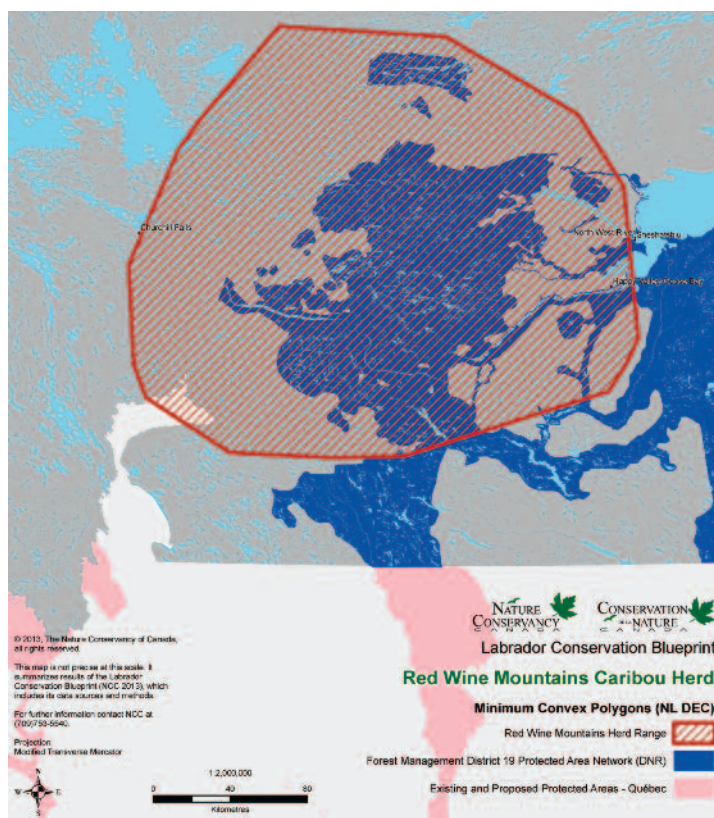 Churchill Falls
North West River
Sheshatshiu
Happy Valley-Goose Bay
NATURE
CONSERVANCY
CANADA
CONSERVATION
DE LA NATURE
CANADA
Labrador Conservation Blueprint
Red Wine Mountains Caribou Herd
Minimum Convex Polygons (NL DEC)
Red Wine Mountains Herd Range
Forest Management District 19 Protected Area Network (DNR)
Existing and Proposed Protected Areas - Québec
© 2013, The Nature Conservancy of Canada,
all rights reserved.
This map is not precise at this scale. It
summarizes results of the Labrador
Conservation Blueprint (NCC 2013), which
includes its data sources and methods.
For further information contact NCC at
(709)753-5540.
Projection:
Modified Transverse Mercator
N
W E
S
1:2,000,000
0 40 80
Kilometres